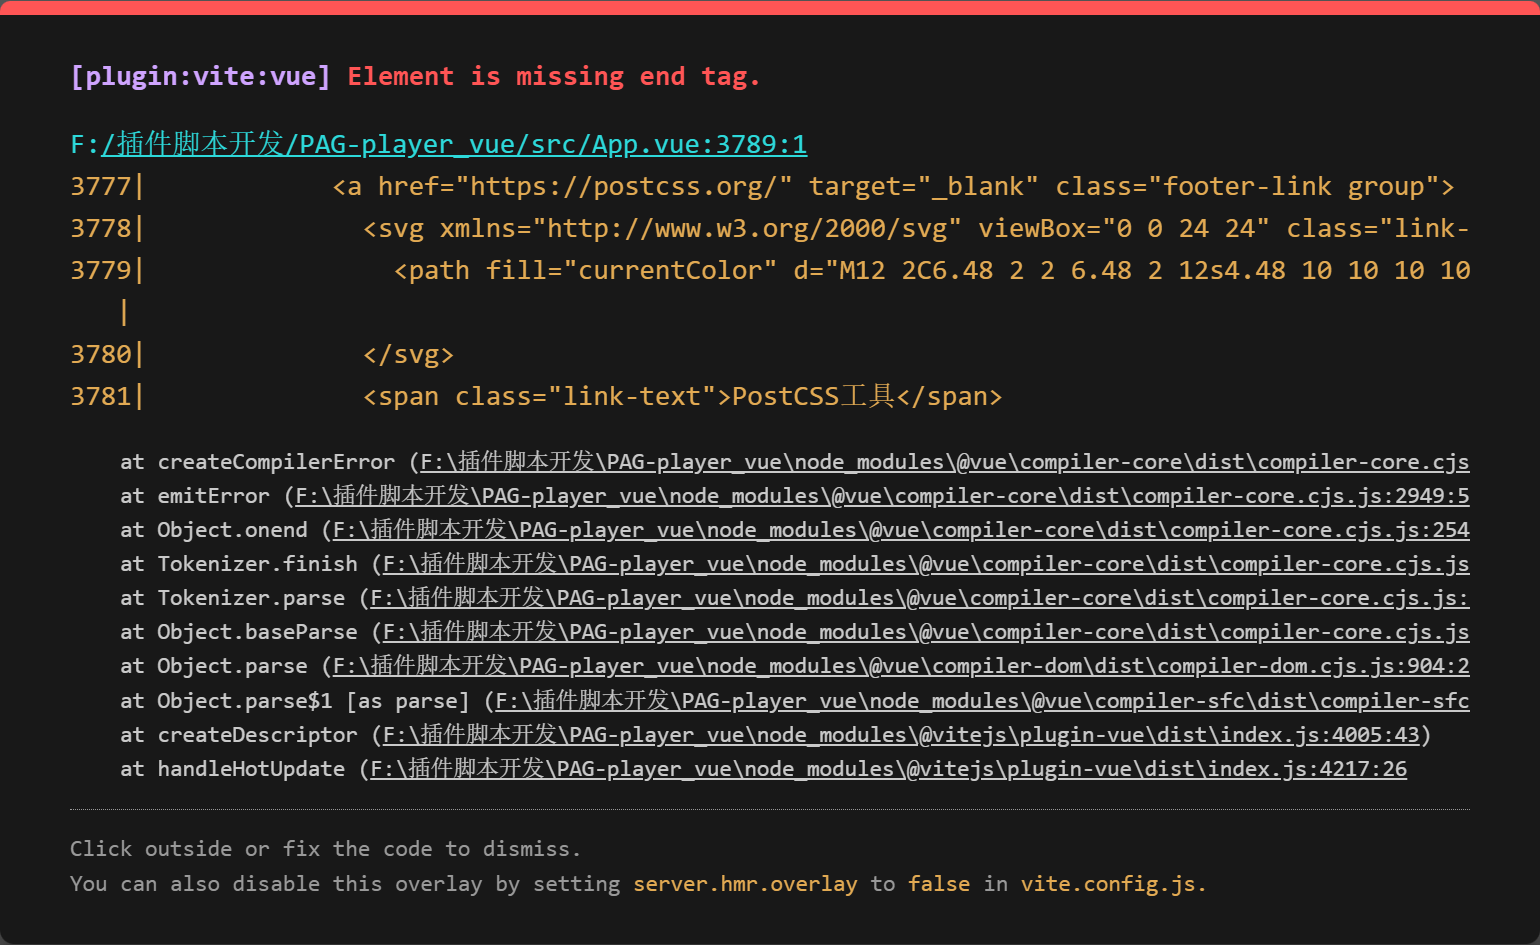 [plugin:vite:vue] Element is missing end tag.
F:/插件脚本开发/PAG-player_vue/src/App.vue:3789:1
3777|            <a href="https://postcss.org/" target="_blank" class="footer-link group">
3778|              <svg xmlns="http://www.w3.org/2000/svg" viewBox="0 0 24 24" class="link-
3779|                <path fill="currentColor" d="M12 2C6.48 2 2 6.48 2 12s4.48 10 10 10 10
|
3780|              </svg>
3781|              <span class="link-text">PostCSS工具</span>
at createCompilerError (F:\插件脚本开发\PAG-player_vue\node_modules\@vue\compiler-core\dist\compiler-core.cjs
at emitError (F:\插件脚本开发\PAG-player_vue\node_modules\@vue\compiler-core\dist\compiler-core.cjs.js:2949:5
at Object.onend (F:\插件脚本开发\PAG-player_vue\node_modules\@vue\compiler-core\dist\compiler-core.cjs.js:254
at Tokenizer.finish (F:\插件脚本开发\PAG-player_vue\node_modules\@vue\compiler-core\dist\compiler-core.cjs.js
at Tokenizer.parse (F:\插件脚本开发\PAG-player_vue\node_modules\@vue\compiler-core\dist\compiler-core.cjs.js:
at Object.baseParse (F:\插件脚本开发\PAG-player_vue\node_modules\@vue\compiler-core\dist\compiler-core.cjs.js
at Object.parse (F:\插件脚本开发\PAG-player_vue\node_modules\@vue\compiler-dom\dist\compiler-dom.cjs.js:904:2
at Object.parse$1 [as parse] (F:\插件脚本开发\PAG-player_vue\node_modules\@vue\compiler-sfc\dist\compiler-sfc
at createDescriptor (F:\插件脚本开发\PAG-player_vue\node_modules\@vitejs\plugin-vue\dist\index.js:4005:43)
at handleHotUpdate (F:\插件脚本开发\PAG-player_vue\node_modules\@vitejs\plugin-vue\dist\index.js:4217:26
Click outside or fix the code to dismiss.
You can also disable this overlay by setting server.hmr.overlay to false in vite.config.js.